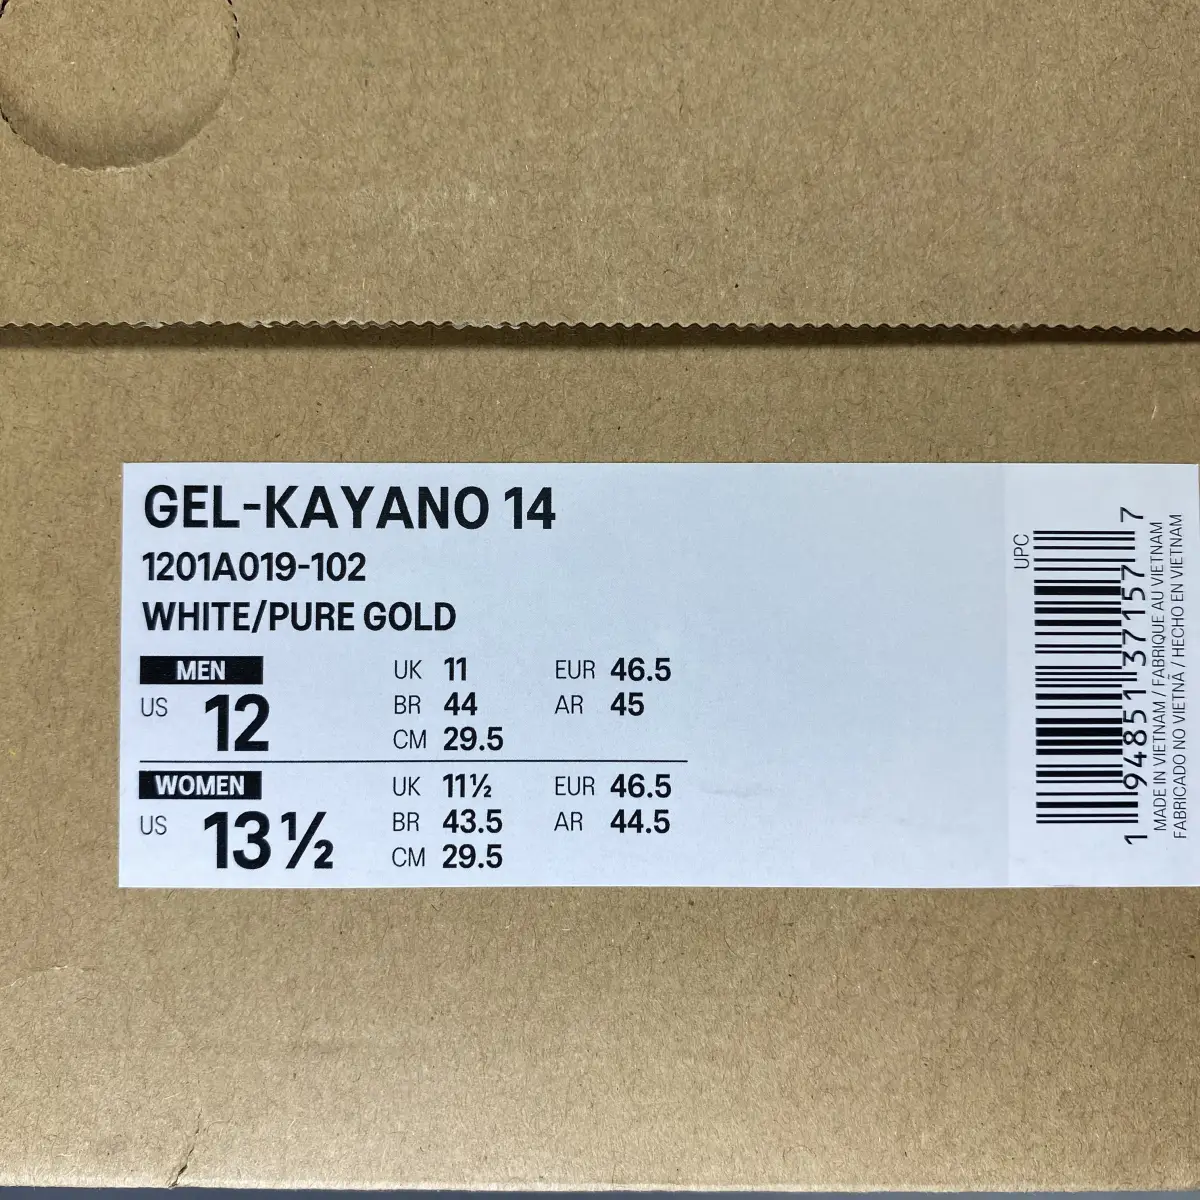 GEL-KAYANO 14
1201A019-102
WHITE/PURE GOLD
MEN
US 12
UK 11 EUR 46.5
BR 44 AR 45
CM 29.5
WOMEN
US 13½
UK 11½ EUR 46.5
BR 43.5 AR 44.5
CM 29.5
UPC
1 94851 37157 7
MADE IN VIETNAM / FABRIQUE AU VIETNAM
FABRICADO NO VIETNÃ / HECHO EN VIETNAM